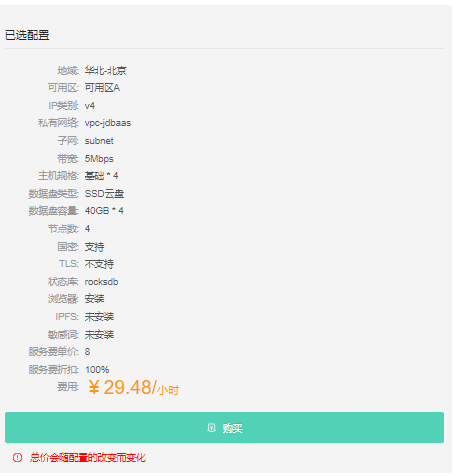 已选配置
地域: 华北-北京
可用区: 可用区A
IP类别: v4
私有网络: vpc-jdbaas
子网: subnet
带宽: 5Mbps
主机规格: 基础 * 4
数据盘类型: SSD云盘
数据盘容量: 40GB * 4
节点数: 4
国密: 支持
TLS: 不支持
状态库: rocksdb
浏览器: 安装
IPFS: 未安装
敏感词: 未安装
服务费单价: 8
服务费折扣: 100%
费用: ¥29.48/小时
购买
总价会随配置的改变而变化